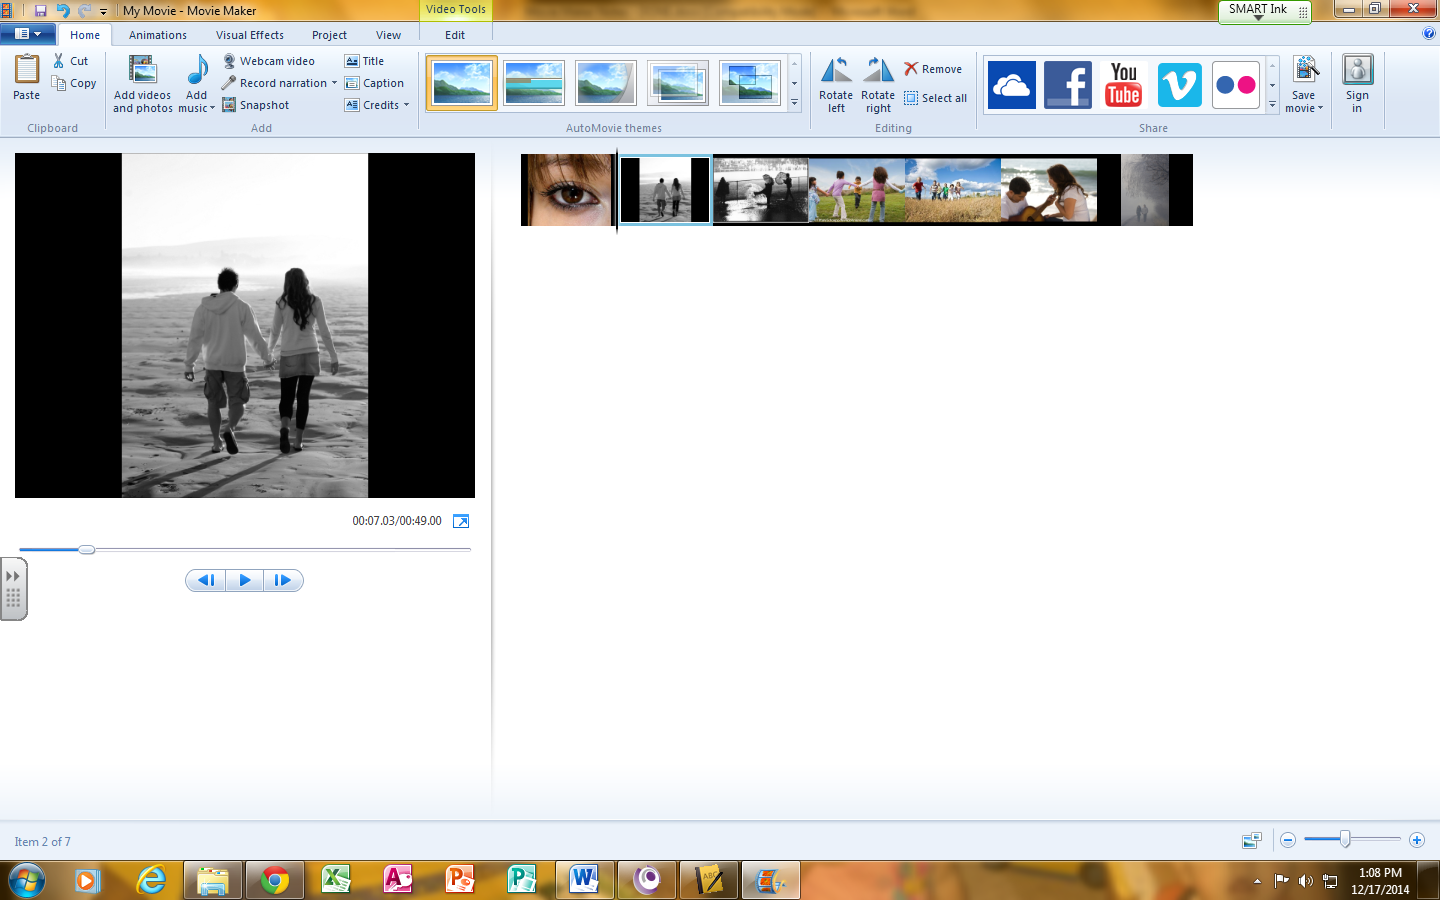 My Movie - Movie Maker
Video Tools
SMART Ink
Home
Animations
Visual Effects
Project
View
Edit
Paste
Cut
Copy
Clipboard
Add videos
and photos
Add
music
Webcam video
Record narration
Snapshot
Title
Caption
Credits
Add
AutoMovie themes
Rotate
left
Rotate
right
Remove
Select all
Editing
You
Tube
Share
Save
movie
Sign
in
00:07.03/00:49.00
Item 2 of 7
1:08 PM
12/17/2014